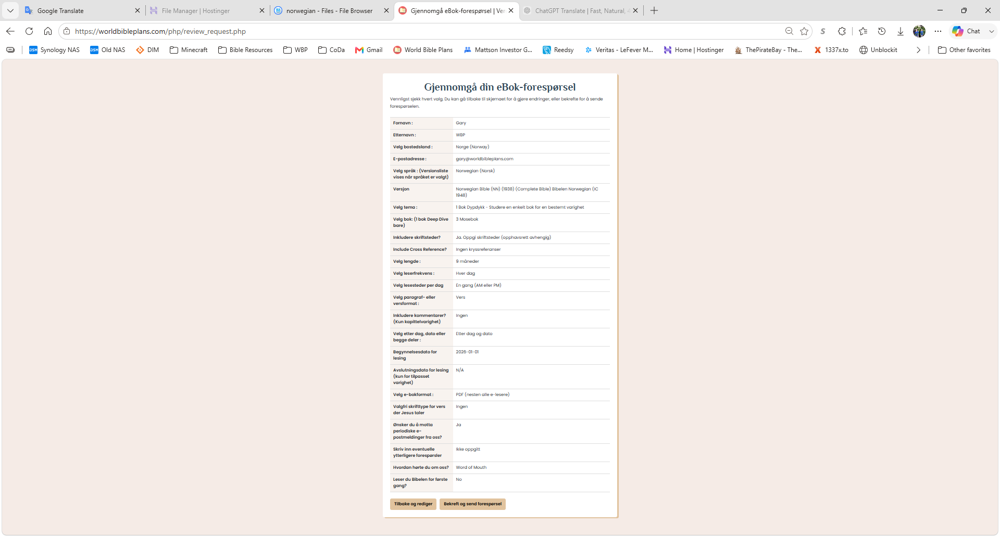 Google Translate
File Manager | Hostinger
norwegian - Files - File Browser
Gjennomgå eBok-forespørsel | Ver
ChatGPT Translate | Fast, Natural,
https://worldbibleplans.com/php/review_request.php
Chat
DSM Synology NAS
DSM Old NAS
DIM
Minecraft
Bible Resources
WBP
CoDa
Gmail
World Bible Plans
Mattson Investor G...
Reedsy
Veritas - LeFever M...
Home | Hostinger
ThePirateBay - The...
1337x.to
Unblockit
Other favorites
Gjennomgå din eBok-forespørsel
Vennligst sjekk hvert valg. Du kan gå tilbake til skjemaet for å gjøre endringer, eller bekrefte for å sende
forespørselen.
Fornavn : Gary
Etternavn : WBP
Velg bostedsland : Norge (Norway)
E-postadresse : gary@worldbibleplans.com
Velg språk : (Versionsliste Norwegian (Norsk)
vises når språket er valgt)
Versjon Norwegian Bible (NN) (1938) (Complete Bible) Bibelen Norwegian (IC
1948)
Velg tema : 1 Bok Dypdykk - Studere en enkelt bok for en bestemt varighet
Velg bok: (1 bok Deep Dive 3 Mosebok
bare)
Inkludere skriftsteder? Ja. Oppgi skriftsteder (opphavsrett avhengig)
Include Cross Reference? Ingen kryssreferanser
Velg lengde : 9 måneder
Velg leserfrekvens : Hver dag
Velg lesesteder per dag En gang (AM eller PM)
Velg paragraf- eller Vers
versformat :
Inkludere kommentarer? Ingen
(Kun kapittelvarighet)
Velg etter dag, dato eller Etter dag og dato
begge deler :
Begynnelsesdato for 2026-01-01
lesing
Avslutningsdato for lesing N/A
(kun for tilpasset
varighet)
Velg e-bokformat : PDF (nesten alle e-lesere)
Valgfri skrifttype for vers Ingen
der Jesus taler
Ønsker du å motta Ja
periodiske e-
postmeldinger fra oss?
Skriv inn eventuelle Ikke oppgitt
ytterligere forespørsler
Hvordan hørte du om oss? Word of Mouth
Leser du Bibelen for første No
gang?
Tilbake og rediger
Bekreft og send forespørsel